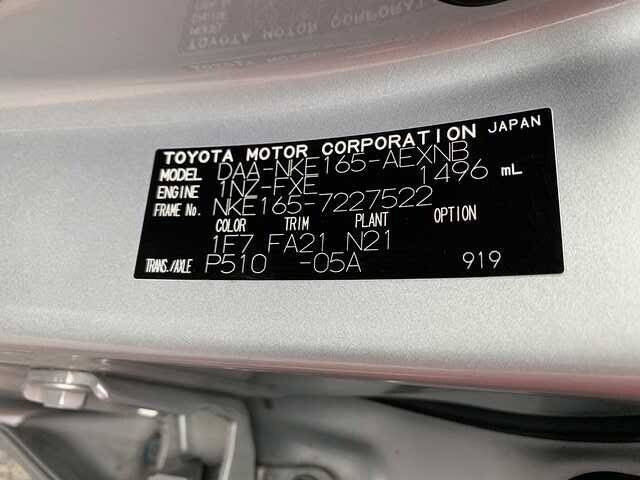 TOYOTA MOTOR CORPORATION JAPAN
MODEL DAA-NKE165-AEXNB
ENGINE 1NZ-FXE 1496 mL
FRAME No. NKE165-7227522
COLOR TRIM PLANT OPTION
1F7 FA21 N21
TRANS./AXLE P510 -05A 919